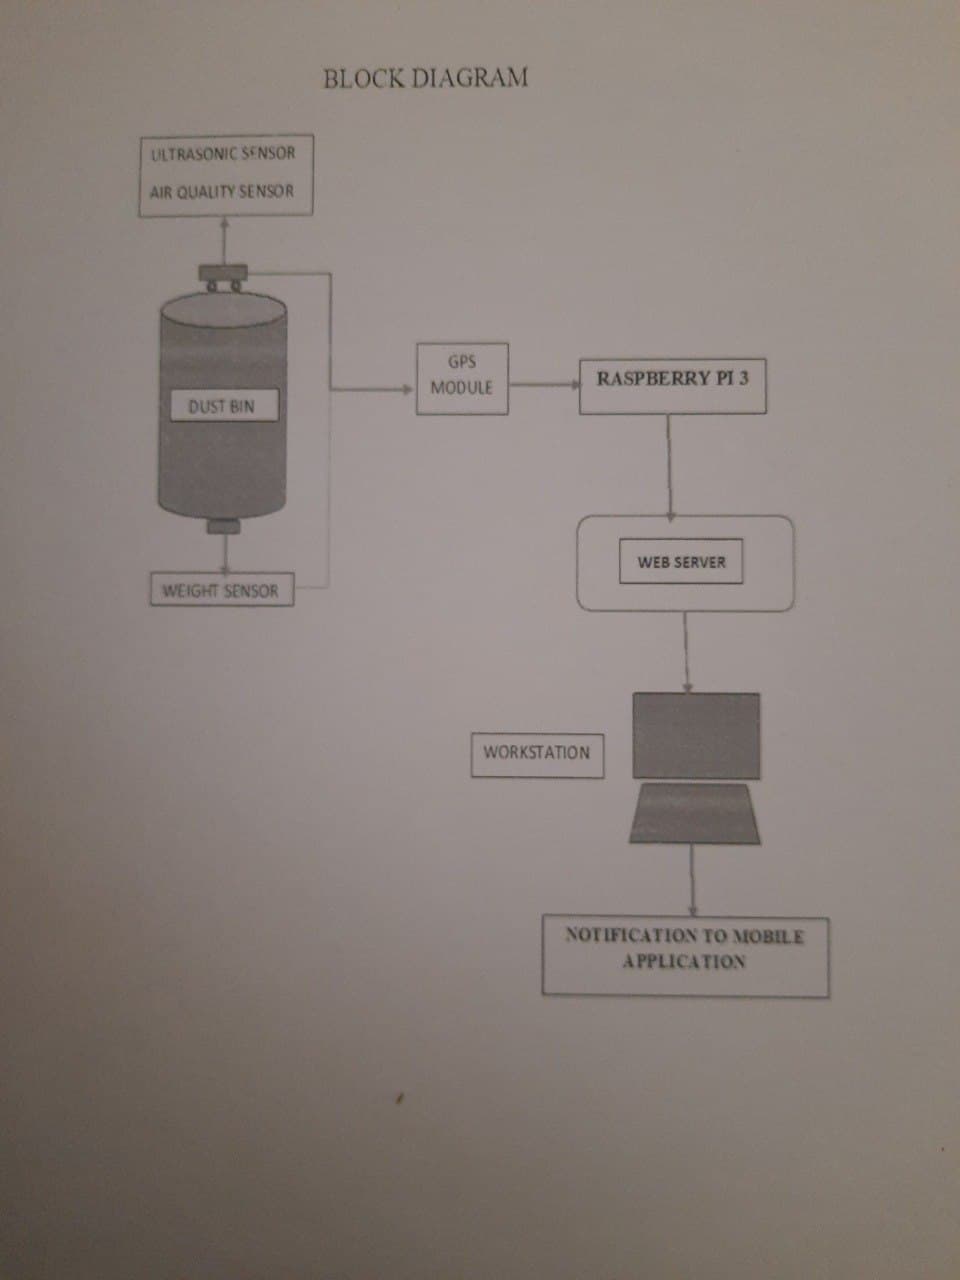 BLOCK DIAGRAM
ULTRASONIC SENSOR
AIR QUALITY SENSOR
DUST BIN
WEIGHT SENSOR
GPS
MODULE
RASPBERRY PI 3
WEB SERVER
WORKSTATION
NOTIFICATION TO MOBILE
APPLICATION